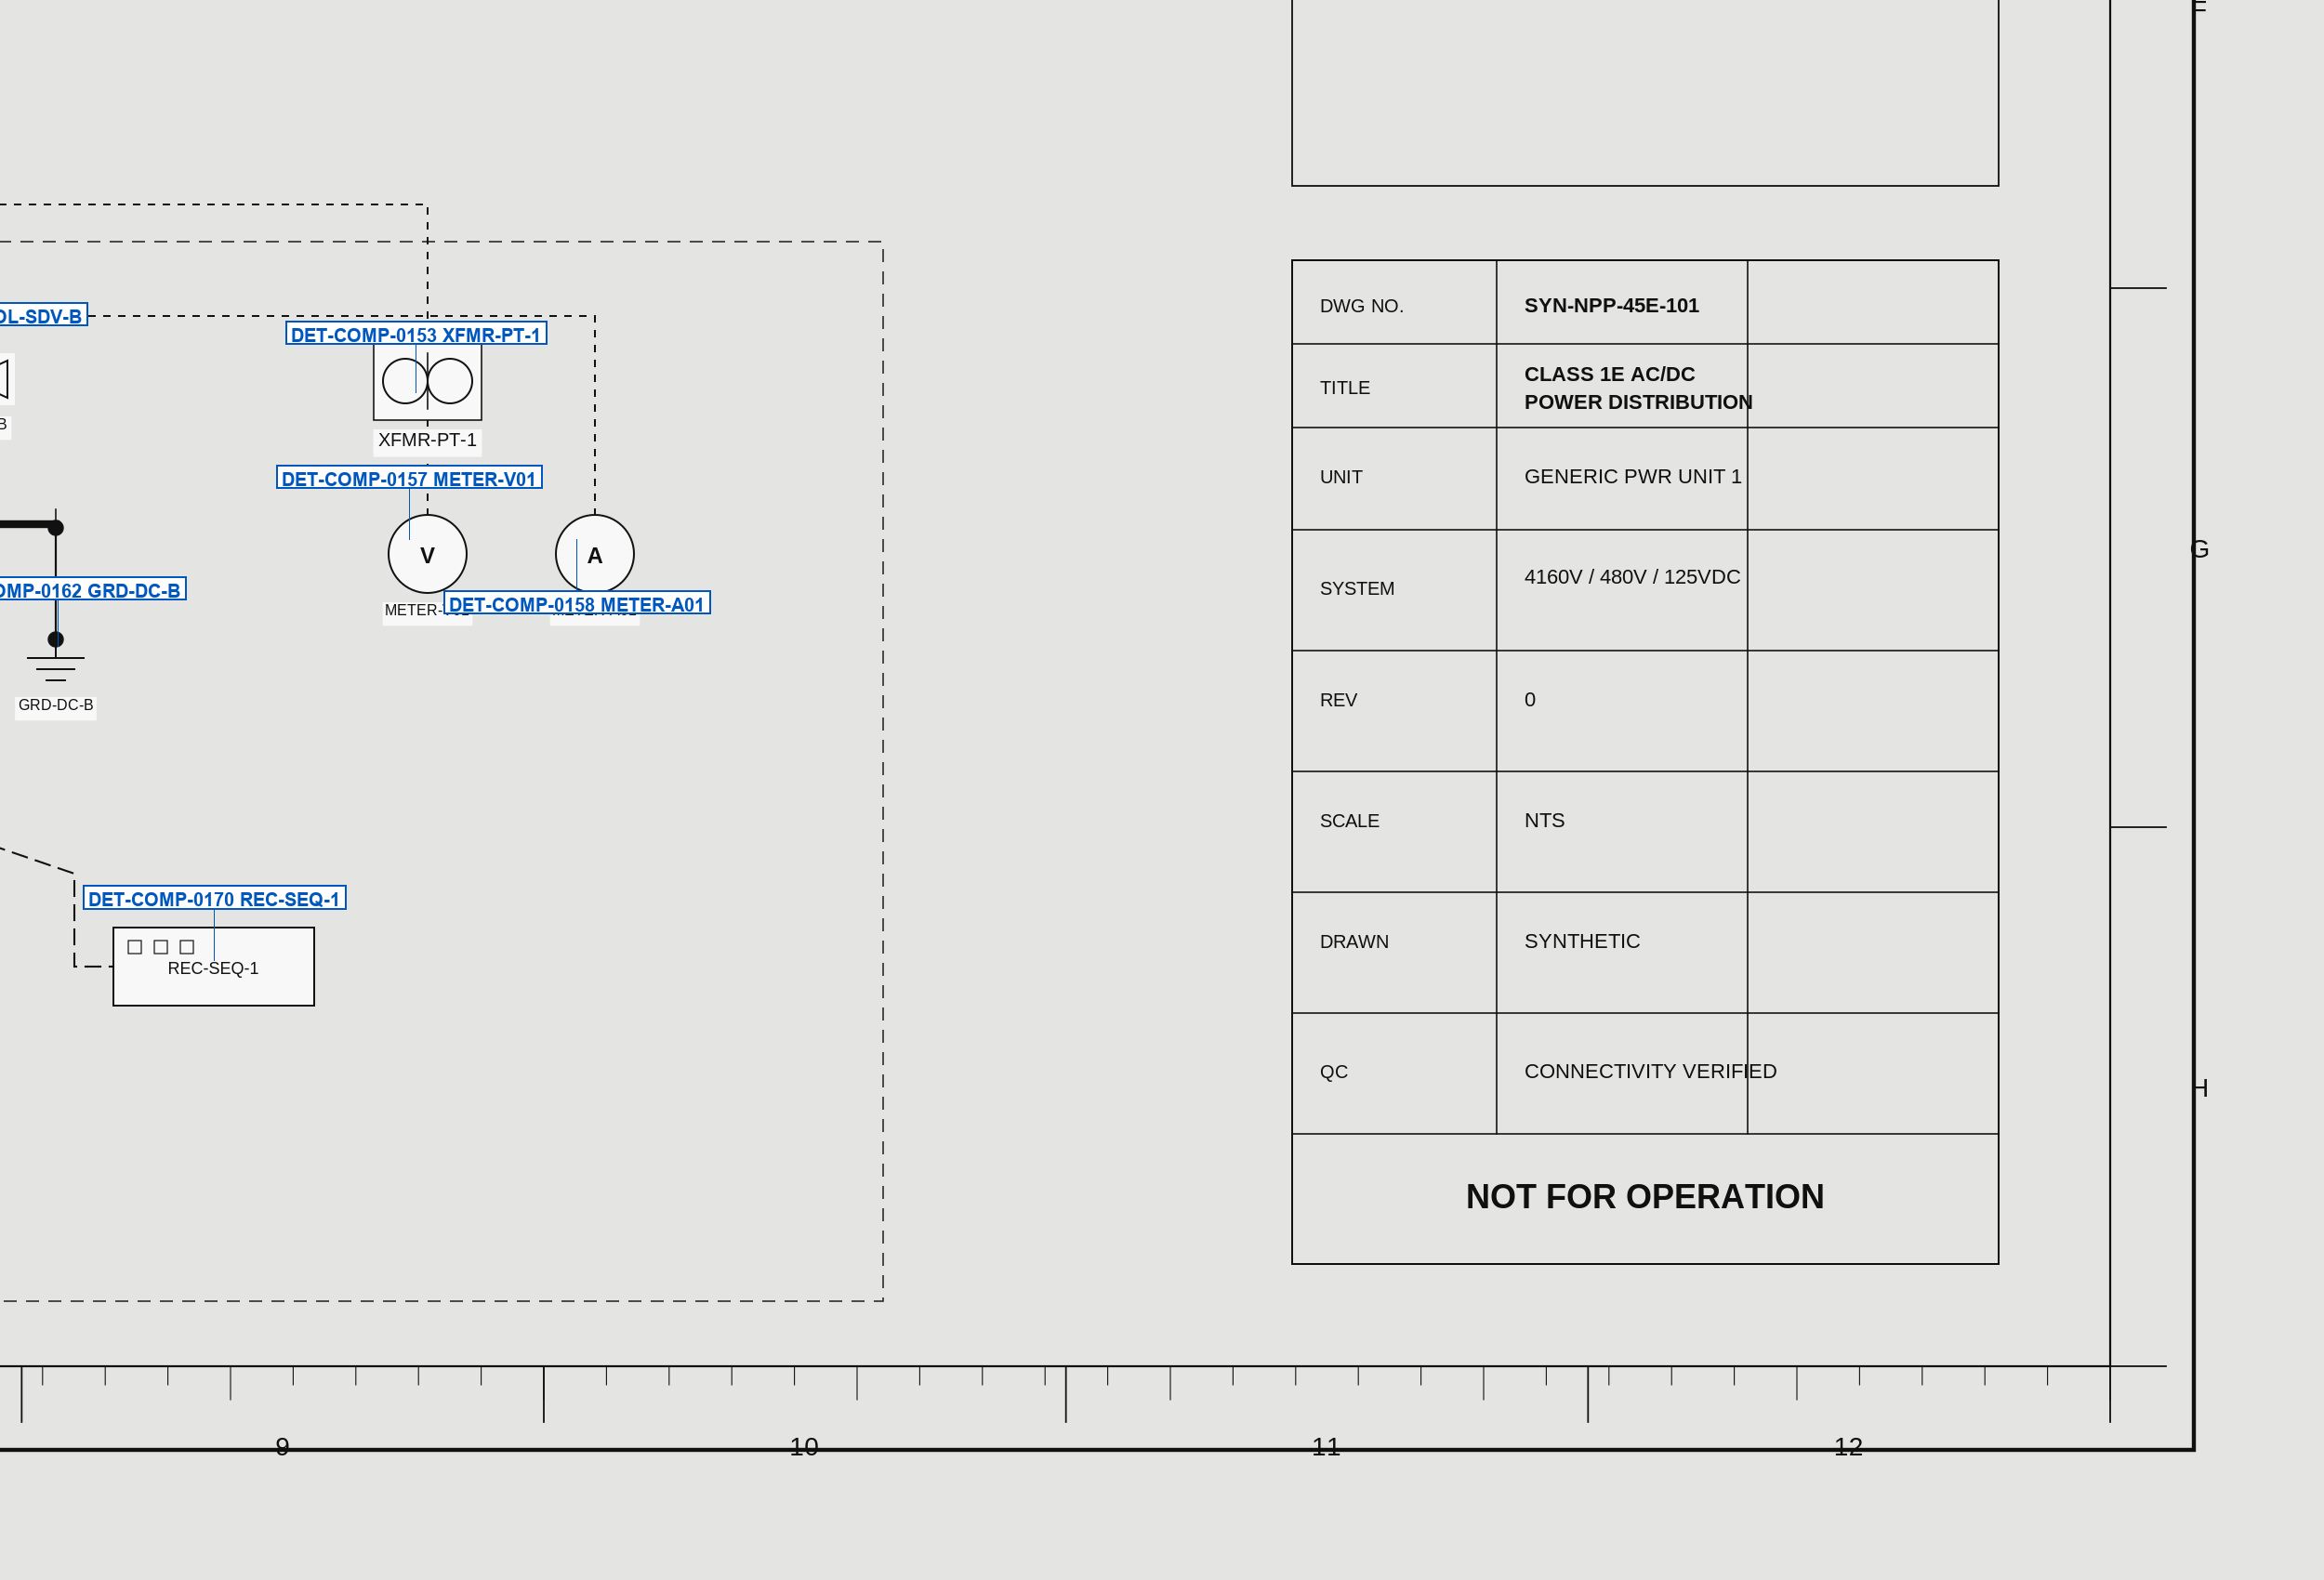 OL-SDV-B
DET-COMP-0153 XFMR-PT-1
B
XFMR-PT-1
DET-COMP-0157 METER-V01
V
A
OMP-0162 GRD-DC-B
DET-COMP-0158 METER-A01
GRD-DC-B
DET-COMP-0170 REC-SEQ-1
REC-SEQ-1
DWG NO.
SYN-NPP-45E-101
TITLE
CLASS 1E AC/DC
POWER DISTRIBUTION
UNIT
GENERIC PWR UNIT 1
SYSTEM
4160V / 480V / 125VDC
REV
0
SCALE
NTS
DRAWN
SYNTHETIC
QC
CONNECTIVITY VERIFIED
NOT FOR OPERATION
G
H
9
10
11
12